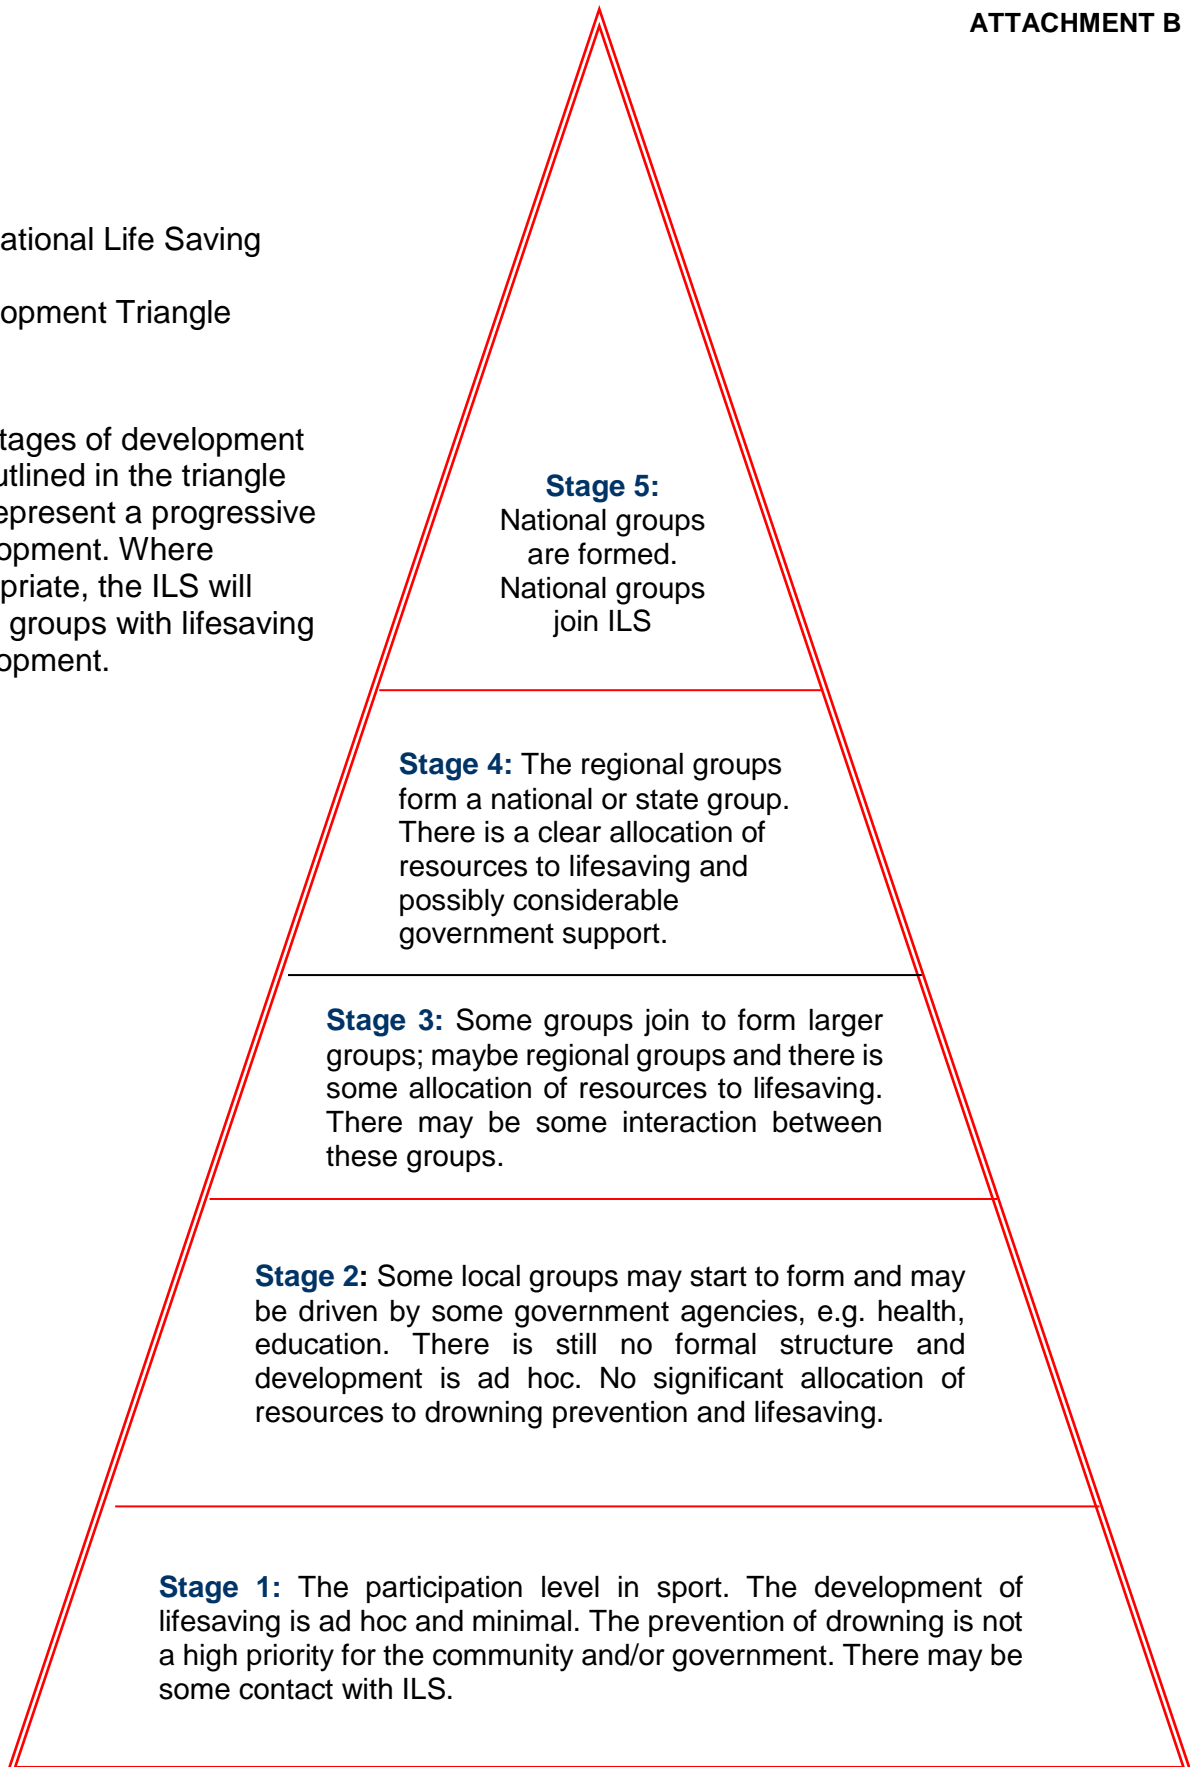 ATTACHMENT B
ational Life Saving
opment Triangle
tages of development
utlined in the triangle
epresent a progressive
opment. Where
priate, the ILS will
groups with lifesaving
opment.
Stage 5:
National groups
are formed.
National groups
join ILS
Stage 4: The regional groups
form a national or state group.
There is a clear allocation of
resources to lifesaving and
possibly considerable
government support.
Stage 3: Some groups join to form larger
groups; maybe regional groups and there is
some allocation of resources to lifesaving.
There may be some interaction between
these groups.
Stage 2: Some local groups may start to form and may
be driven by some government agencies, e.g. health,
education. There is still no formal structure and
development is ad hoc. No significant allocation of
resources to drowning prevention and lifesaving.
Stage 1: The participation level in sport. The development of
lifesaving is ad hoc and minimal. The prevention of drowning is not
a high priority for the community and/or government. There may be
some contact with ILS.